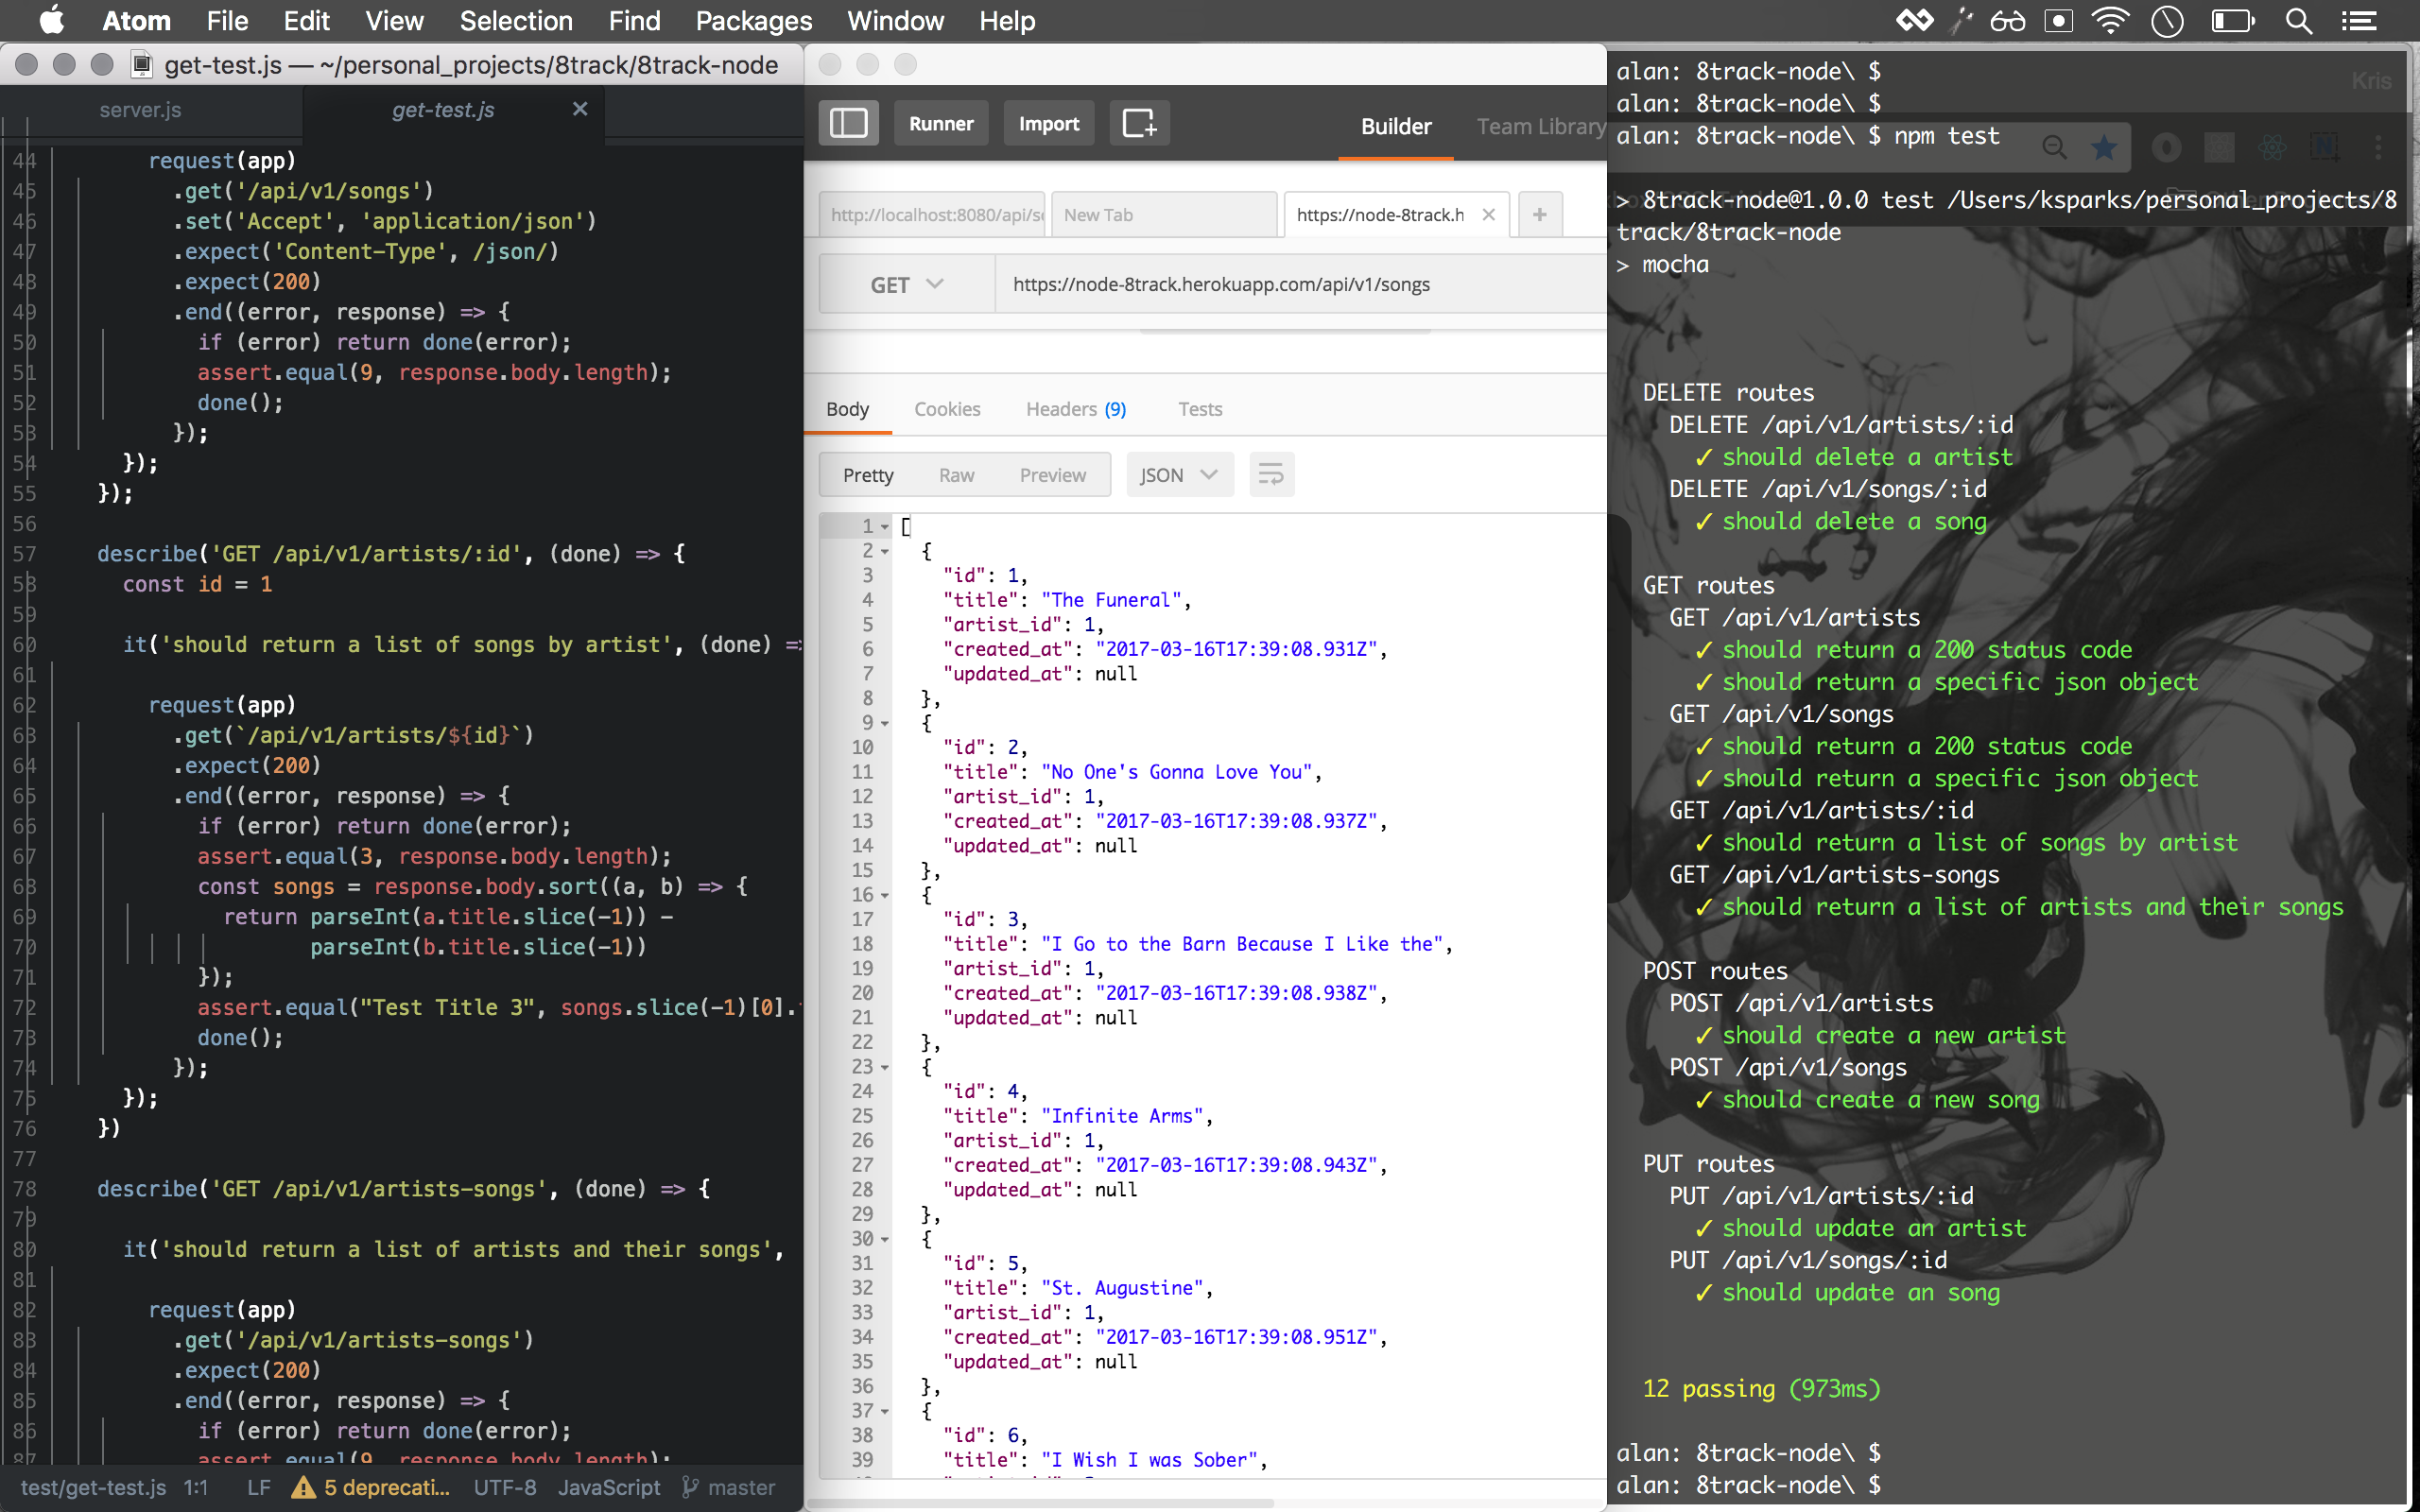 Atom File Edit View Selection Find Packages Window Help
get-test.js — ~/personal_projects/8track/8track-node
server.js
get-test.js
44 request(app)
45 .get('/api/v1/songs')
46 .set('Accept', 'application/json')
47 .expect('Content-Type', /json/)
48 .expect(200)
49 .end((error, response) => {
50 if (error) return done(error);
51 assert.equal(9, response.body.length);
52 done();
53 });
54 });
55 });
56
57 describe('GET /api/v1/artists/:id', (done) => {
58 const id = 1
59
60 it('should return a list of songs by artist', (done) =>
61
62 request(app)
63 .get(`/api/v1/artists/${id}`)
64 .expect(200)
65 .end((error, response) => {
66 if (error) return done(error);
67 assert.equal(3, response.body.length);
68 const songs = response.body.sort((a, b) => {
69 return parseInt(a.title.slice(-1)) -
70 parseInt(b.title.slice(-1))
71 });
72 assert.equal("Test Title 3", songs.slice(-1)[0].
73 done();
74 });
75 });
76 })
77
78 describe('GET /api/v1/artists-songs', (done) => {
79
80 it('should return a list of artists and their songs',
81
82 request(app)
83 .get('/api/v1/artists-songs')
84 .expect(200)
85 .end((error, response) => {
86 if (error) return done(error);
87 assert.equal(9, response.body.length);
test/get-test.js 1:1 LF 5 deprecati... UTF-8 JavaScript master
Runner Import Builder Team Library
http://localhost:8080/api/s New Tab https://node-8track.h
GET https://node-8track.herokuapp.com/api/v1/songs
Body Cookies Headers (9) Tests
Pretty Raw Preview JSON
1 [
2 {
3 "id": 1,
4 "title": "The Funeral",
5 "artist_id": 1,
6 "created_at": "2017-03-16T17:39:08.931Z",
7 "updated_at": null
8 },
9 {
10 "id": 2,
11 "title": "No One's Gonna Love You",
12 "artist_id": 1,
13 "created_at": "2017-03-16T17:39:08.937Z",
14 "updated_at": null
15 },
16 {
17 "id": 3,
18 "title": "I Go to the Barn Because I Like the",
19 "artist_id": 1,
20 "created_at": "2017-03-16T17:39:08.938Z",
21 "updated_at": null
22 },
23 {
24 "id": 4,
25 "title": "Infinite Arms",
26 "artist_id": 1,
27 "created_at": "2017-03-16T17:39:08.943Z",
28 "updated_at": null
29 },
30 {
31 "id": 5,
32 "title": "St. Augustine",
33 "artist_id": 1,
34 "created_at": "2017-03-16T17:39:08.951Z",
35 "updated_at": null
36 },
37 {
38 "id": 6,
39 "title": "I Wish I was Sober",
Kris
alan: 8track-node\ $
alan: 8track-node\ $
alan: 8track-node\ $ npm test
> 8track-node@1.0.0 test /Users/ksparks/personal_projects/8
track/8track-node
> mocha
DELETE routes
DELETE /api/v1/artists/:id
✓ should delete a artist
DELETE /api/v1/songs/:id
✓ should delete a song
GET routes
GET /api/v1/artists
✓ should return a 200 status code
✓ should return a specific json object
GET /api/v1/songs
✓ should return a 200 status code
✓ should return a specific json object
GET /api/v1/artists/:id
✓ should return a list of songs by artist
GET /api/v1/artists-songs
✓ should return a list of artists and their songs
POST routes
POST /api/v1/artists
✓ should create a new artist
POST /api/v1/songs
✓ should create a new song
PUT routes
PUT /api/v1/artists/:id
✓ should update an artist
PUT /api/v1/songs/:id
✓ should update an song
12 passing (973ms)
alan: 8track-node\ $
alan: 8track-node\ $